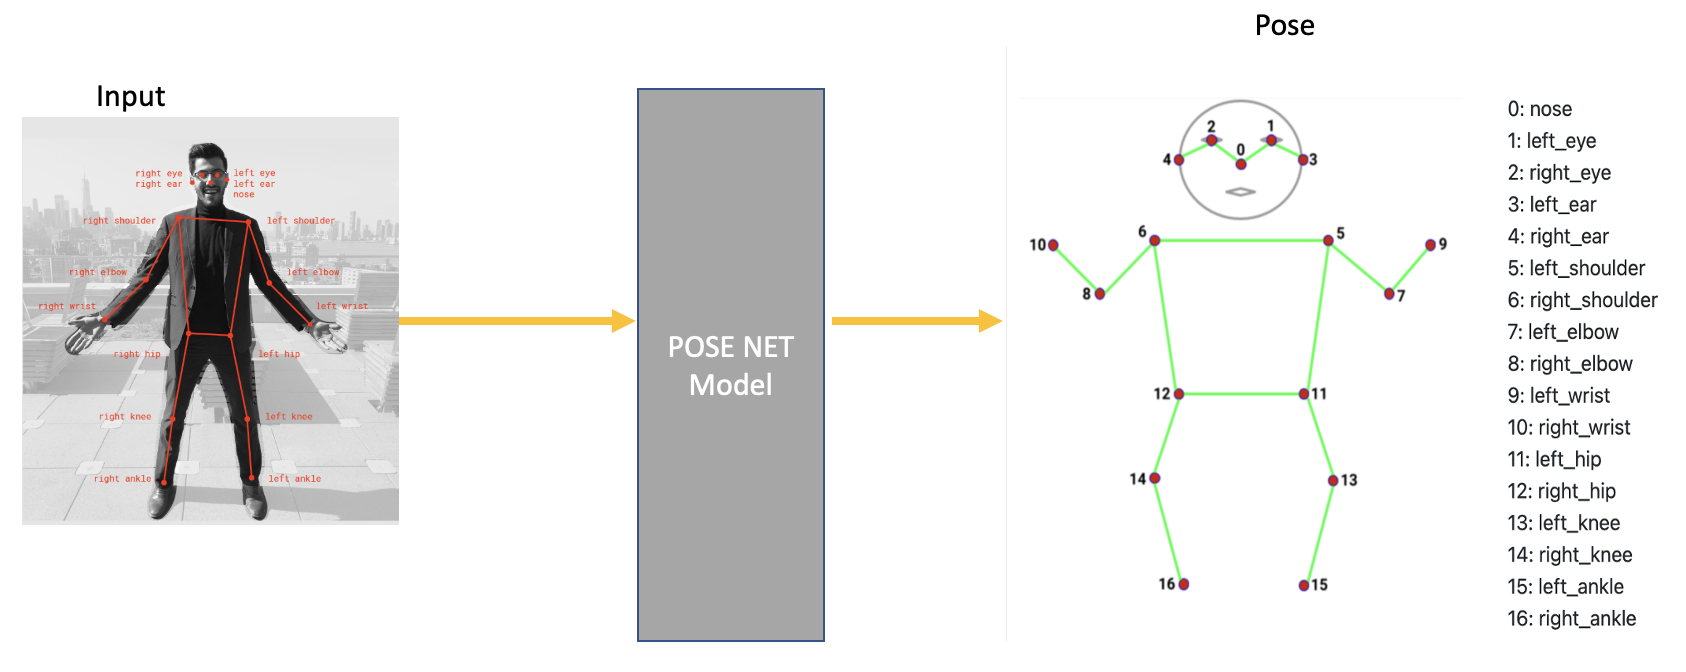 Input
right eye
left eye
right ear
left ear
nose
right shoulder
left shoulder
right elbow
left elbow
right wrist
left wrist
right hip
left hip
right knee
left knee
right ankle
left ankle
POSE NET
Model
Pose
2
1
0
4
3
6
5
10
9
8
7
12
11
14
13
16
15
0: nose
1: left_eye
2: right_eye
3: left_ear
4: right_ear
5: left_shoulder
6: right_shoulder
7: left_elbow
8: right_elbow
9: left_wrist
10: right_wrist
11: left_hip
12: right_hip
13: left_knee
14: right_knee
15: left_ankle
16: right_ankle